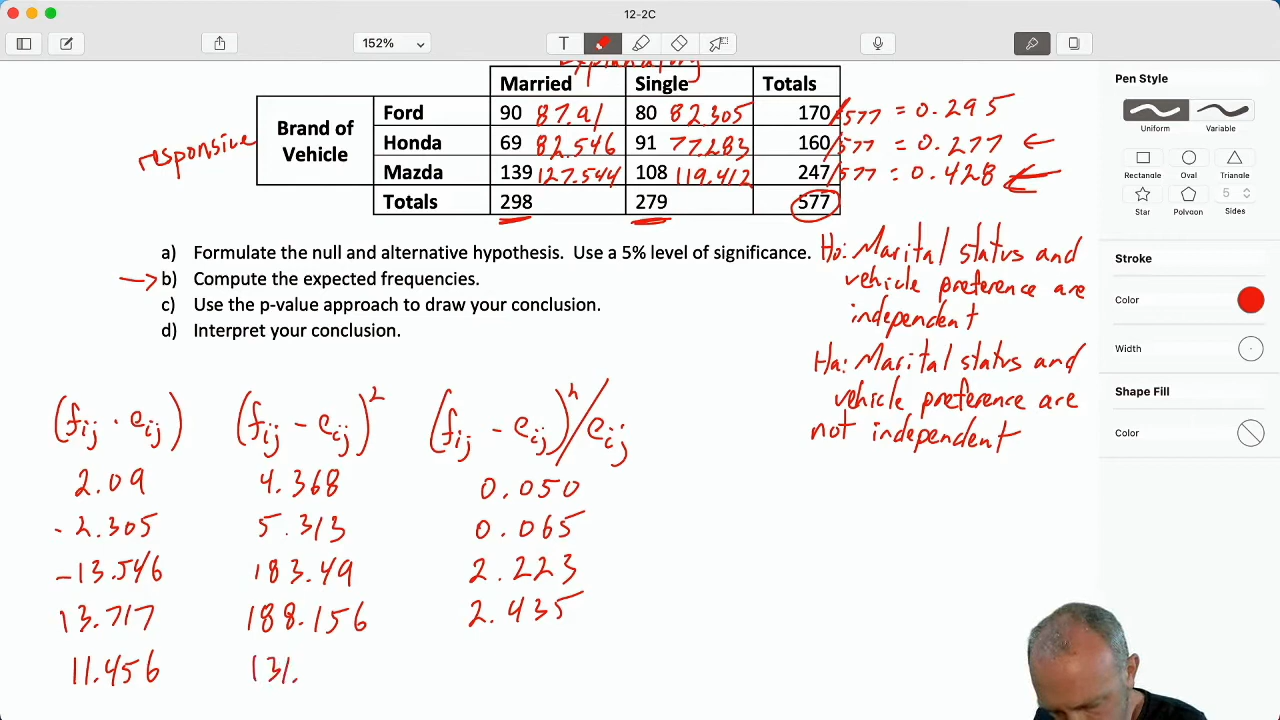 12-2C
152%
T
Pen Style
Uniform
Variable
Rectangle
Oval
Triangle
Star
Polygon
5
Sides
Stroke
Color
Width
Shape Fill
Color
Explanatory
Married Single Totals
responsive
Brand of
Vehicle
Ford 90 87.91 80 82.305 170 /577 = 0.295
Honda 69 82.546 91 77.283 160 /577 = 0.277 ←
Mazda 139 127.544 108 119.412 247 /577 = 0.428 ←
Totals 298 279 577
a) Formulate the null and alternative hypothesis. Use a 5% level of significance.
→ b) Compute the expected frequencies.
c) Use the p-value approach to draw your conclusion.
d) Interpret your conclusion.
Ho: Marital status and
vehicle preference are
independent
Ha: Marital status and
vehicle preference are
not independent
(fij - eij) (fij - eij)² (fij - eij)²/eij
2.09 4.368 0.050
-2.305 5.313 0.065
-13.546 183.49 2.223
13.717 188.156 2.435
11.456 131.